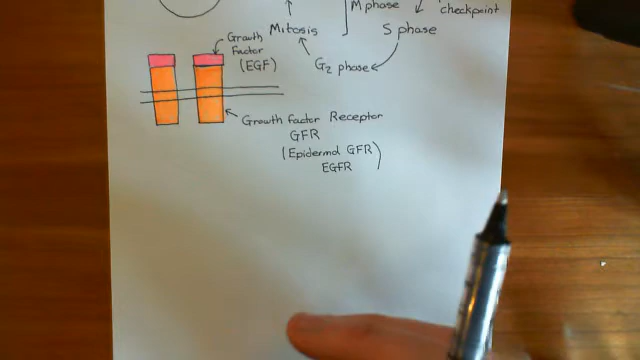 M phase
checkpoint
Mitosis
S phase
Growth
Factor
(EGF)
G2 phase
Growth Factor Receptor
GFR
(Epidermal GFR)
EGFR